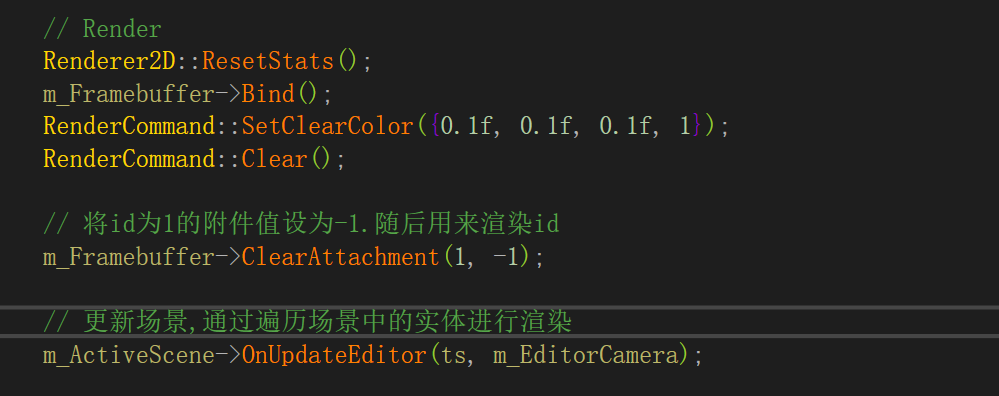 // Render
Renderer2D::ResetStats();
m_Framebuffer->Bind();
RenderCommand::SetClearColor({0.1f, 0.1f, 0.1f, 1});
RenderCommand::Clear();
// 将id为1的附件值设为-1.随后用来渲染id
m_Framebuffer->ClearAttachment(1, -1);
// 更新场景,通过遍历场景中的实体进行渲染
m_ActiveScene->OnUpdateEditor(ts, m_EditorCamera);